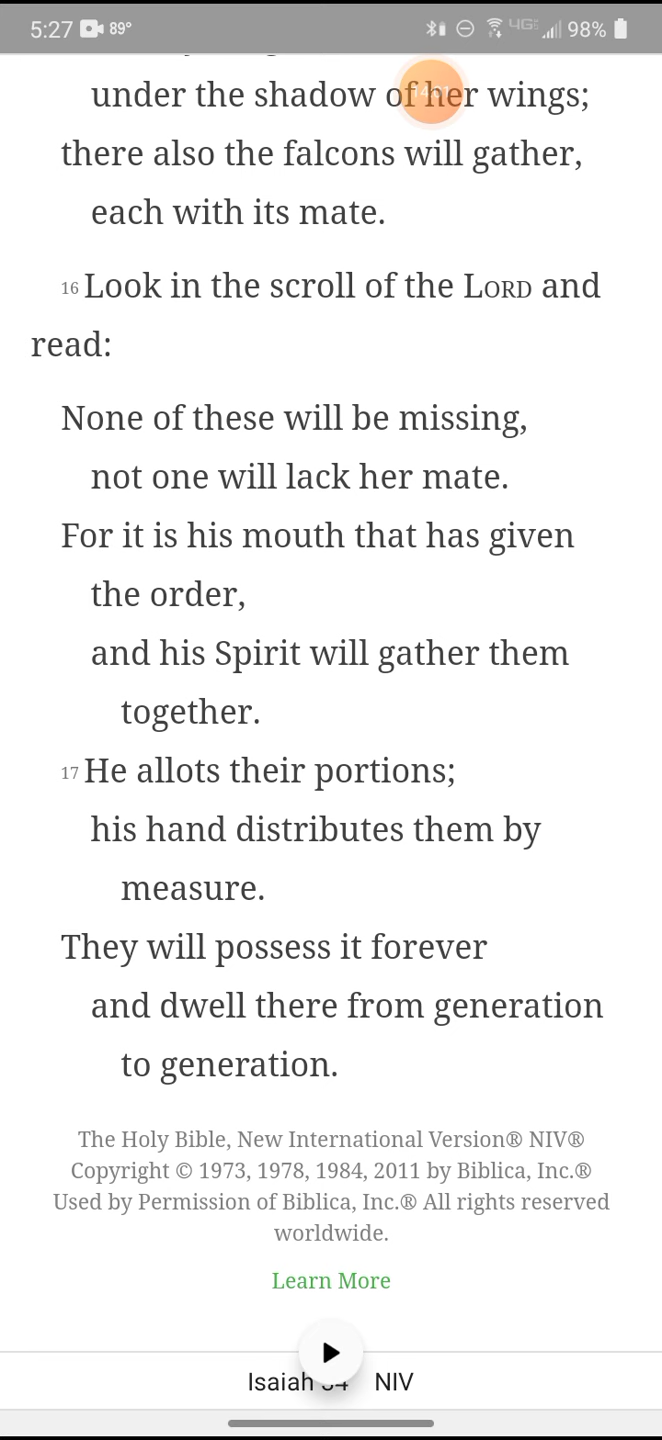 5:27 89° 4GE 98%
under the shadow of her wings;
there also the falcons will gather,
each with its mate.
16 Look in the scroll of the LORD and
read:
None of these will be missing,
not one will lack her mate.
For it is his mouth that has given
the order,
and his Spirit will gather them
together.
17 He allots their portions;
his hand distributes them by
measure.
They will possess it forever
and dwell there from generation
to generation.
The Holy Bible, New International Version® NIV®
Copyright © 1973, 1978, 1984, 2011 by Biblica, Inc.®
Used by Permission of Biblica, Inc.® All rights reserved
worldwide.
Learn More
Isaiah 34 NIV